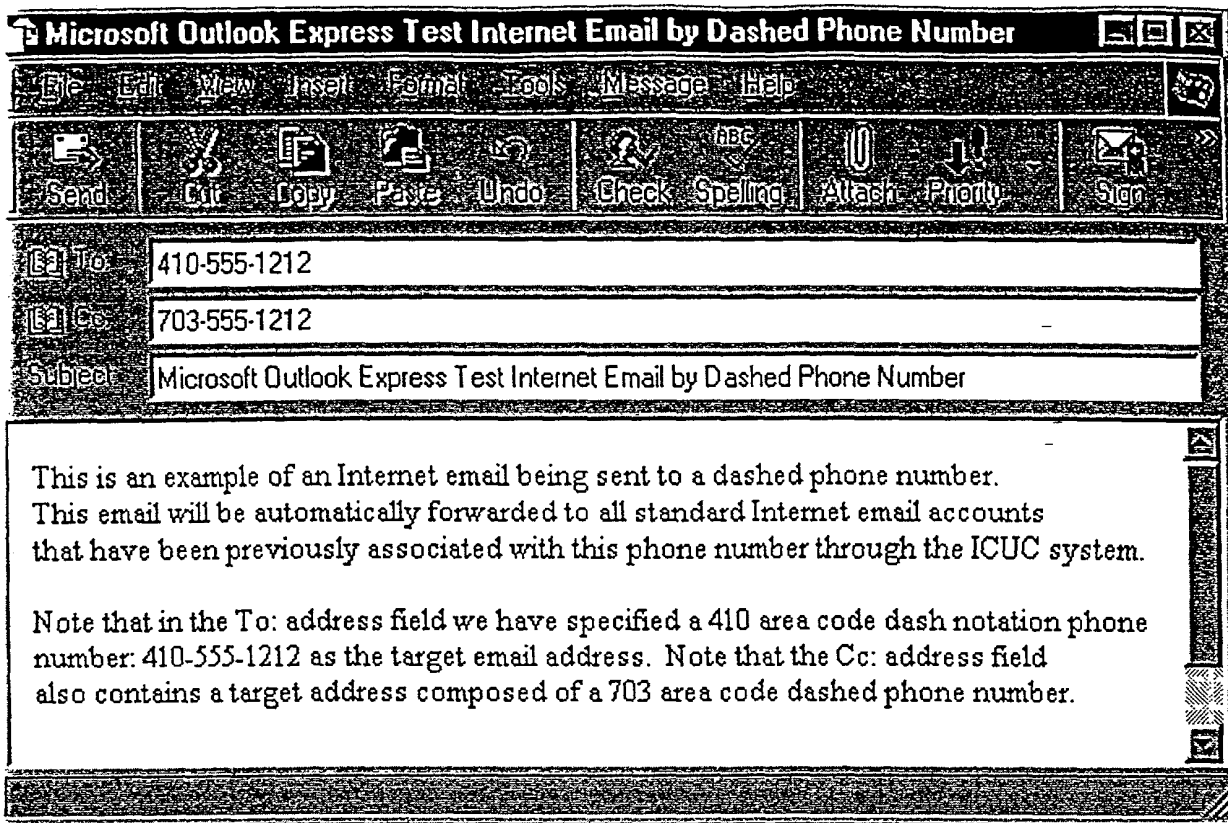 Microsoft Outlook Express Test Internet Email by Dashed Phone Number
File Edit View Insert Format Tools Message Help
Send Cut Copy Paste Undo Check Spelling Attach Priority Sign
To: 410-555-1212
Cc: 703-555-1212
Subject: Microsoft Outlook Express Test Internet Email by Dashed Phone Number
This is an example of an Internet email being sent to a dashed phone number.
This email will be automatically forwarded to all standard Internet email accounts
that have been previously associated with this phone number through the ICUC system.
Note that in the To: address field we have specified a 410 area code dash notation phone
number: 410-555-1212 as the target email address. Note that the Cc: address field
also contains a target address composed of a 703 area code dashed phone number.